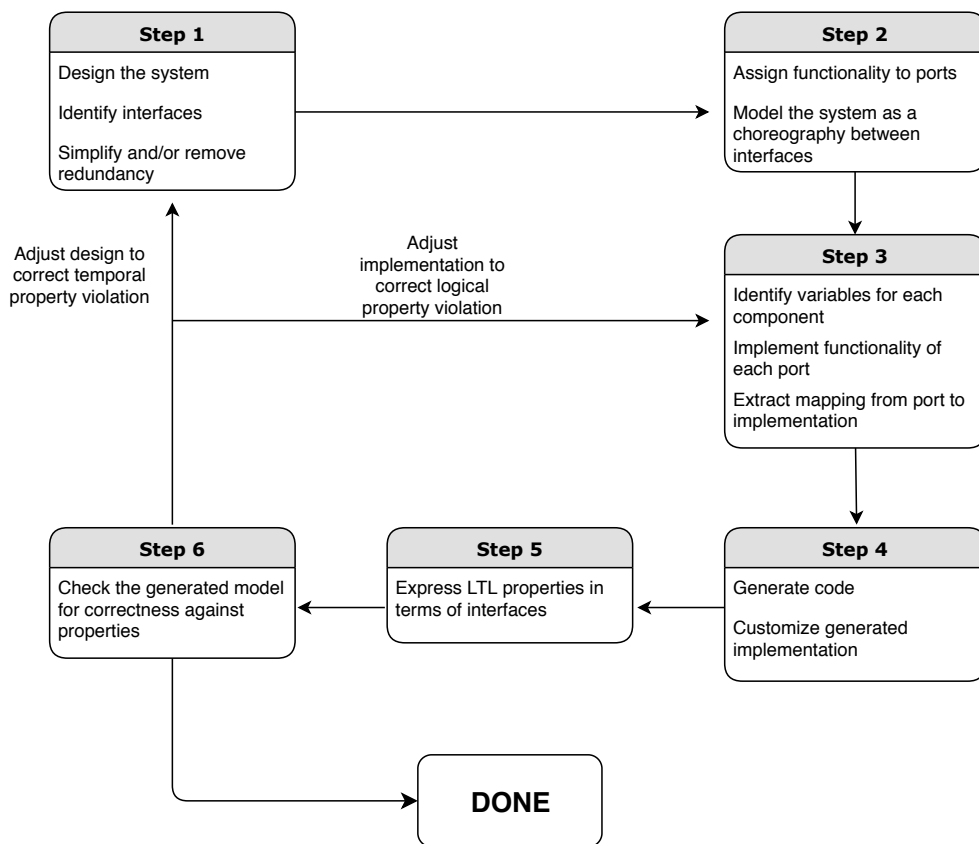 Step 1
Design the system
Identify interfaces
Simplify and/or remove
redundancy
Step 2
Assign functionality to ports
Model the system as a
choreography between
interfaces
Adjust design to
correct temporal
property violation
Adjust
implementation to
correct logical
property violation
Step 3
Identify variables for each
component
Implement functionality of
each port
Extract mapping from port to
implementation
Step 6
Check the generated model
for correctness against
properties
Step 5
Express LTL properties in
terms of interfaces
Step 4
Generate code
Customize generated
implementation
DONE